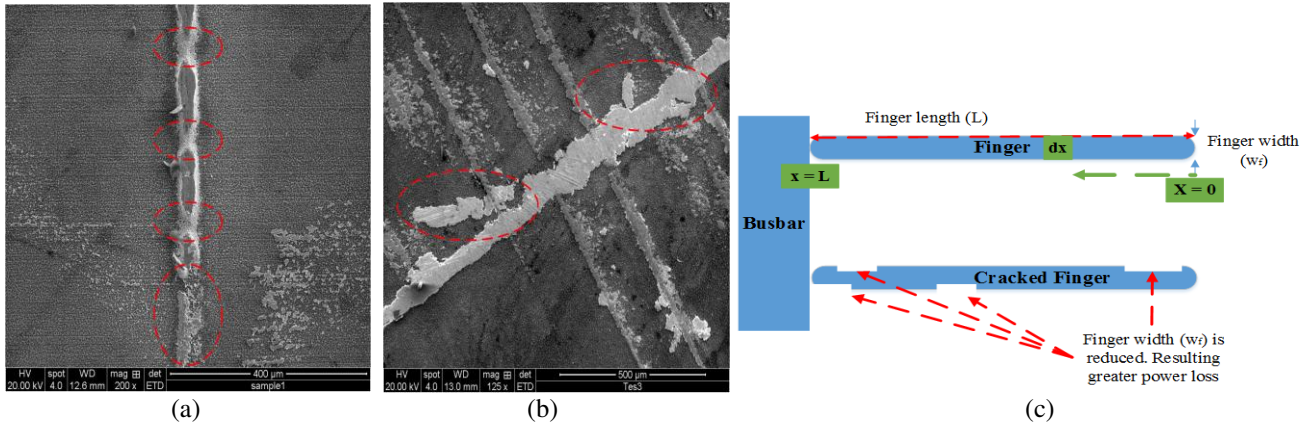 HV
spot
WD
mag ⊞
det
400 µm
20.00 kV
4.0
12.6 mm
200 x
ETD
sample1
(a)
HV
spot
WD
mag ⊞
det
500 µm
20.00 kV
4.0
13.0 mm
125 x
ETD
Tes3
(b)
Finger length (L)
Finger
dx
Finger width
(wf)
x = L
X = 0
Busbar
Cracked Finger
Finger width (wf) is
reduced. Resulting
greater power loss
(c)